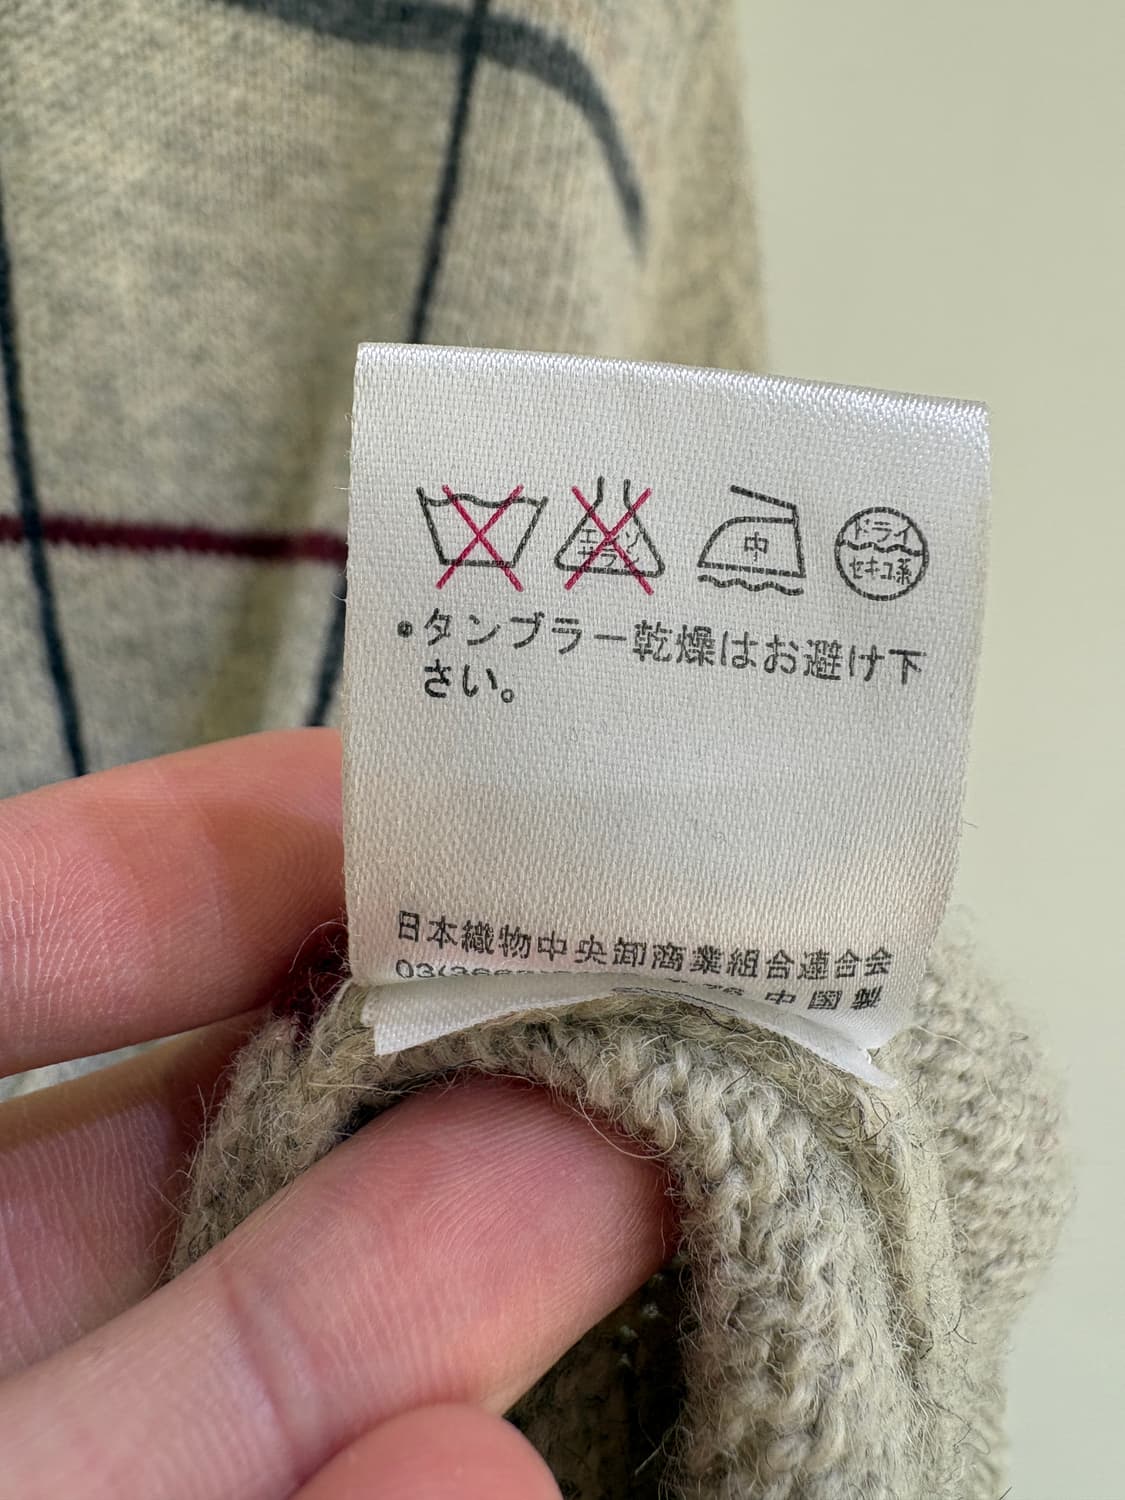 エンソ
サラシ
中
ドライ
セキユ系
•タンブラー乾燥はお避け下
さい。
日本織物中央卸商業組合連合会
中国製